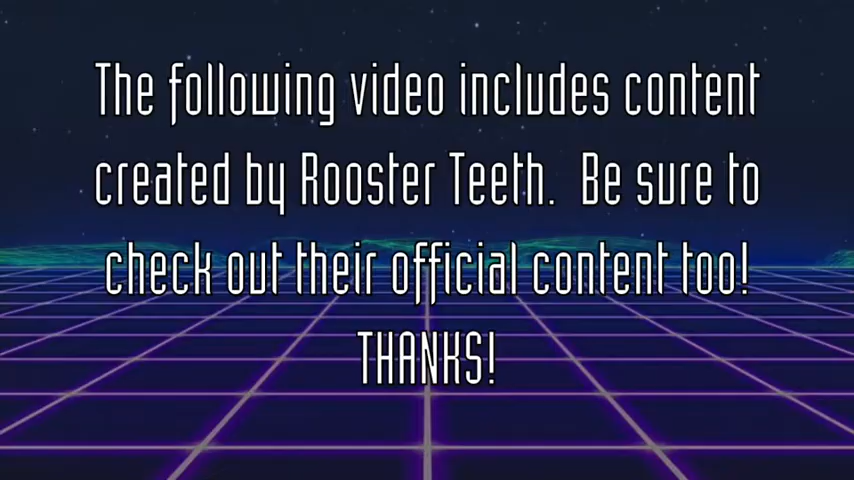 The following video includes content
created by Rooster Teeth. Be sure to
check out their official content too!
THANKS!